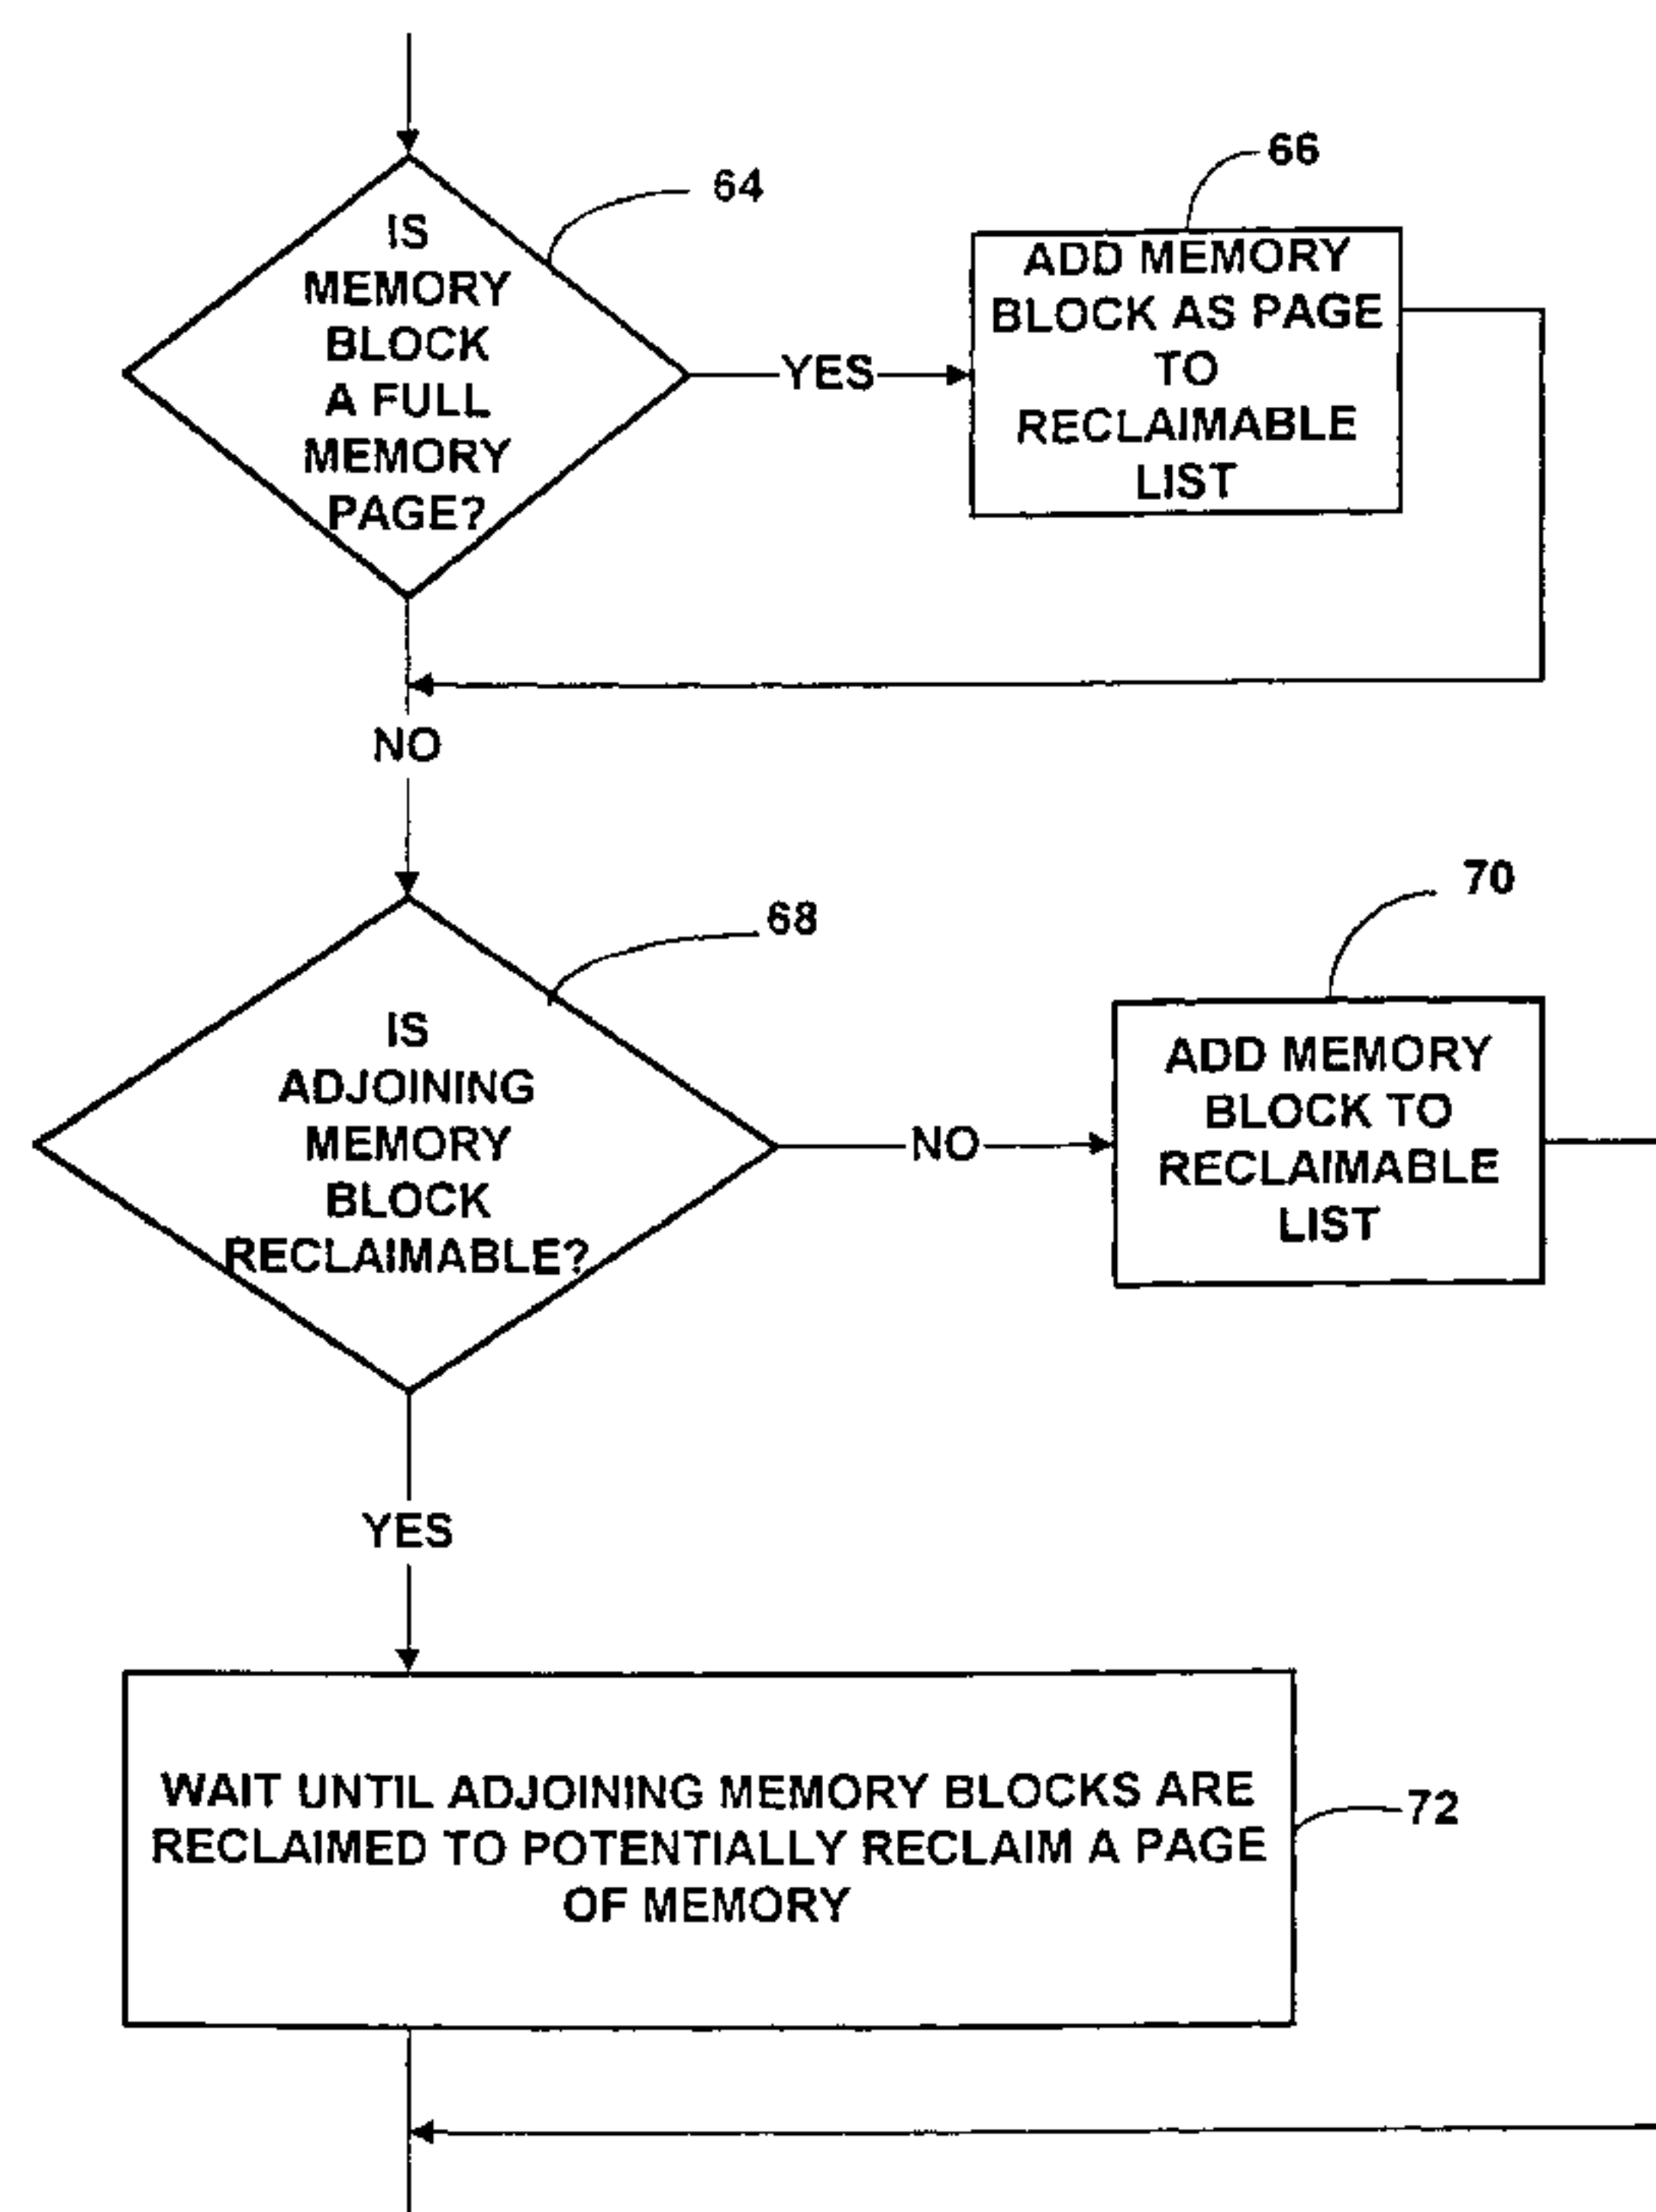 64
IS
MEMORY
BLOCK
A FULL
MEMORY
PAGE?
YES
66
ADD MEMORY
BLOCK AS PAGE
TO
RECLAIMABLE
LIST
NO
68
IS
ADJOINING
MEMORY
BLOCK
RECLAIMABLE?
NO
70
ADD MEMORY
BLOCK TO
RECLAIMABLE
LIST
YES
WAIT UNTIL ADJOINING MEMORY BLOCKS ARE
RECLAIMED TO POTENTIALLY RECLAIM A PAGE
OF MEMORY
72